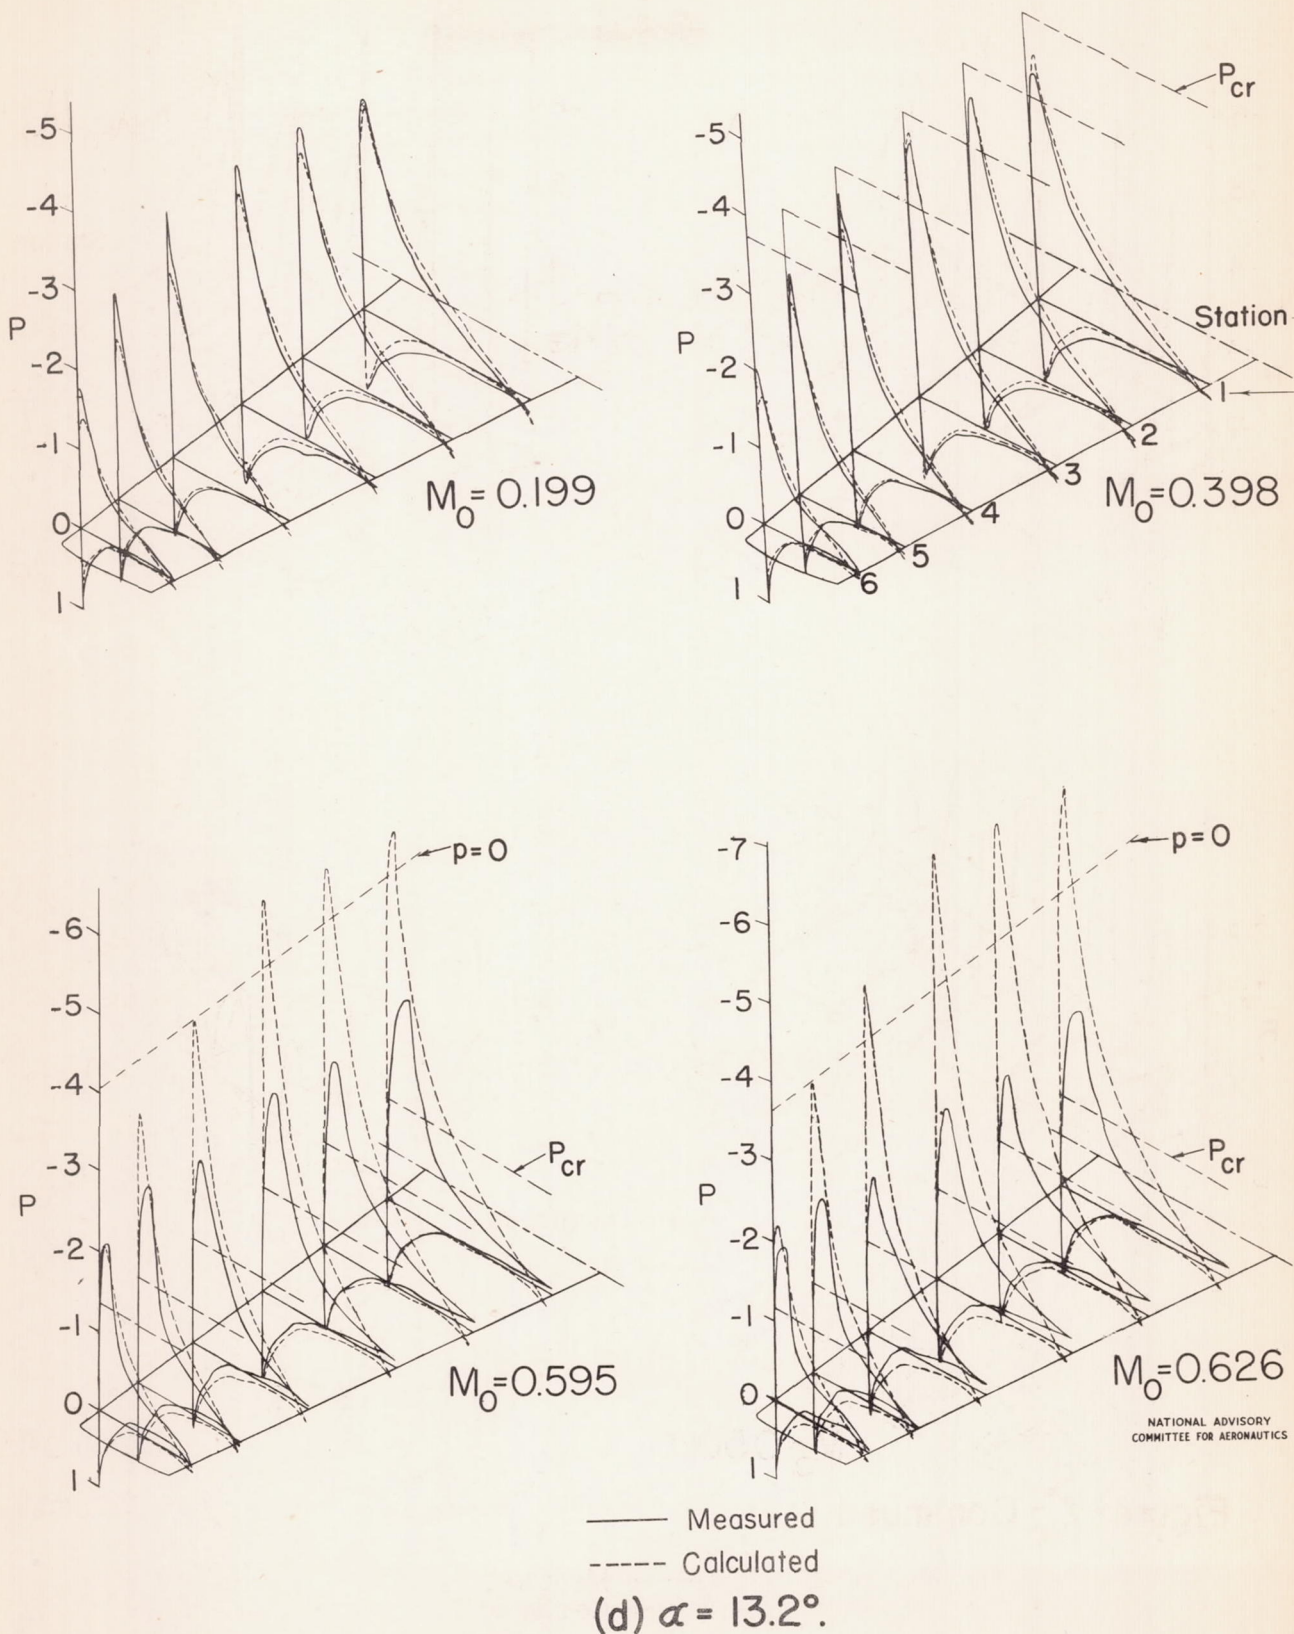 -5
-4
-3
P
-2
-1
0
1
M₀=0.199
P_cr
-5
-4
-3
P
-2
-1
0
1
Station
1
2
3
4
5
6
M₀=0.398
p=0
-6
-5
-4
-3
P
-2
-1
0
1
P_cr
M₀=0.595
-7
p=0
-6
-5
-4
-3
P
-2
-1
0
1
P_cr
M₀=0.626
NATIONAL ADVISORY
COMMITTEE FOR AERONAUTICS
Measured
Calculated
(d) α = 13.2°.